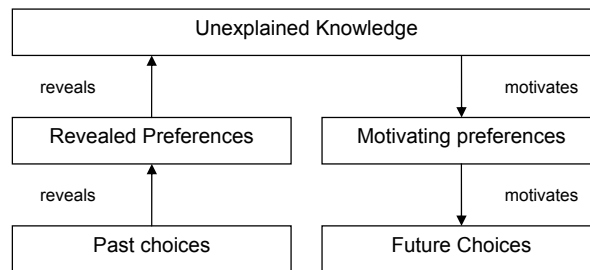 Unexplained Knowledge
reveals
motivates
Revealed Preferences
Motivating preferences
reveals
motivates
Past choices
Future Choices